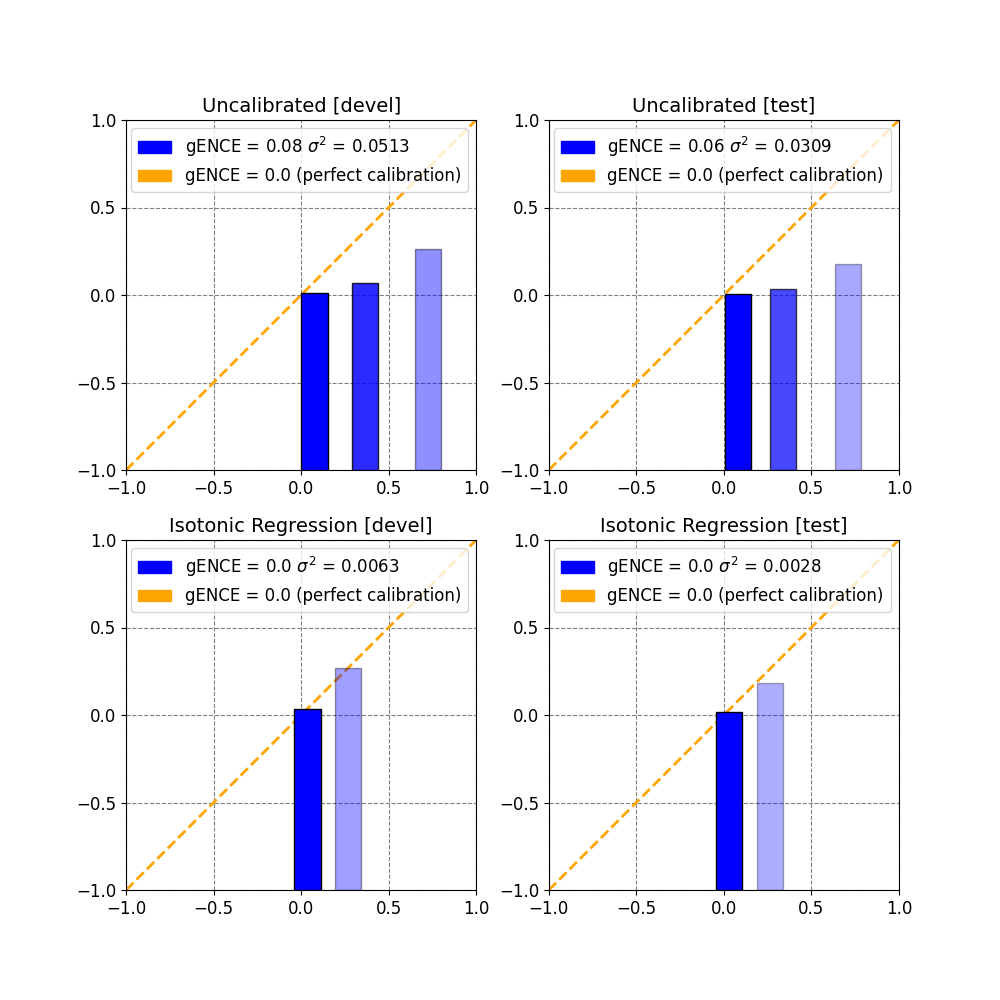 Uncalibrated [devel]
gENCE = 0.08 σ² = 0.0513
gENCE = 0.0 (perfect calibration)
1.0
0.5
0.0
−0.5
−1.0
−1.0 −0.5 0.0 0.5 1.0
Uncalibrated [test]
gENCE = 0.06 σ² = 0.0309
gENCE = 0.0 (perfect calibration)
1.0
0.5
0.0
−0.5
−1.0
−1.0 −0.5 0.0 0.5 1.0
Isotonic Regression [devel]
gENCE = 0.0 σ² = 0.0063
gENCE = 0.0 (perfect calibration)
1.0
0.5
0.0
−0.5
−1.0
−1.0 −0.5 0.0 0.5 1.0
Isotonic Regression [test]
gENCE = 0.0 σ² = 0.0028
gENCE = 0.0 (perfect calibration)
1.0
0.5
0.0
−0.5
−1.0
−1.0 −0.5 0.0 0.5 1.0